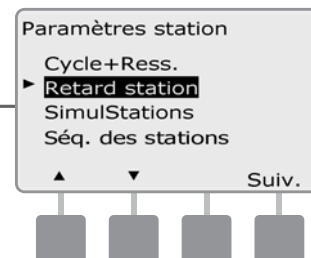 Paramètres station
Cycle+Ress.
Retard station
SimulStations
Séq. des stations
Suiv.